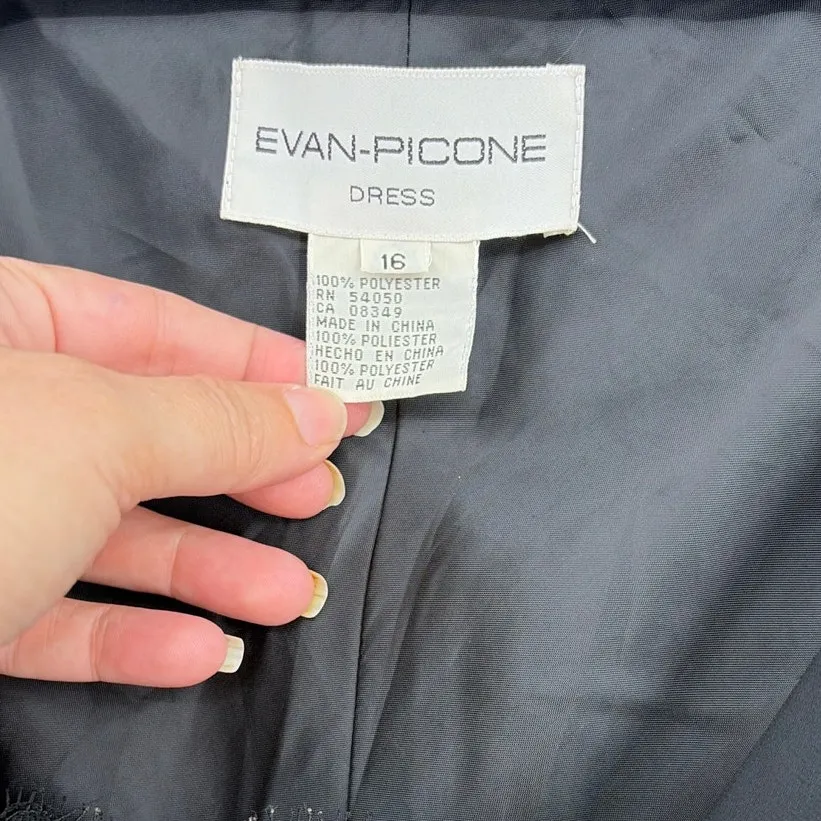 EVAN-PICONE
DRESS
16
100% POLYESTER
RN 54050
CA 08349
MADE IN CHINA
100% POLIESTER
HECHO EN CHINA
100% POLYESTER
FAIT AU CHINE